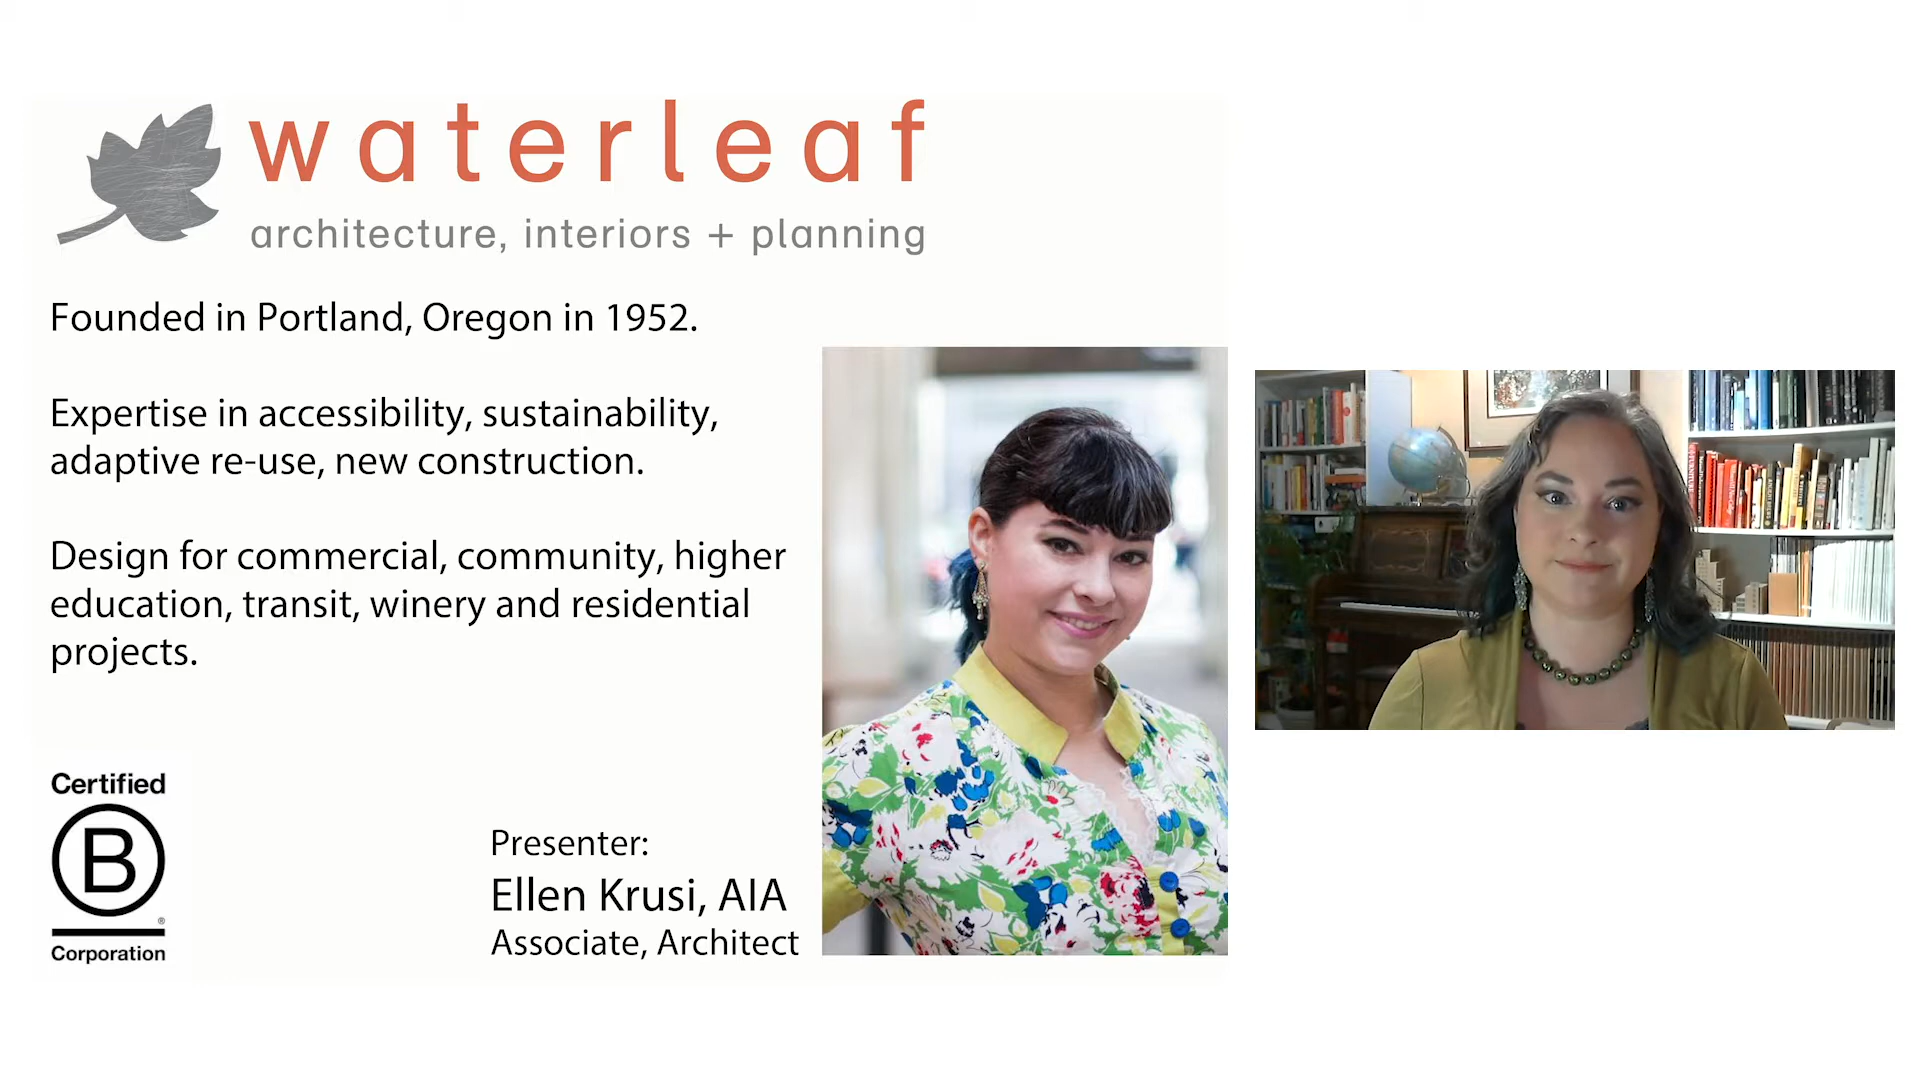 waterleaf
architecture, interiors + planning
Founded in Portland, Oregon in 1952.
Expertise in accessibility, sustainability,
adaptive re-use, new construction.
Design for commercial, community, higher
education, transit, winery and residential
projects.
Certified
B
®
Corporation
Presenter:
Ellen Krusi, AIA
Associate, Architect